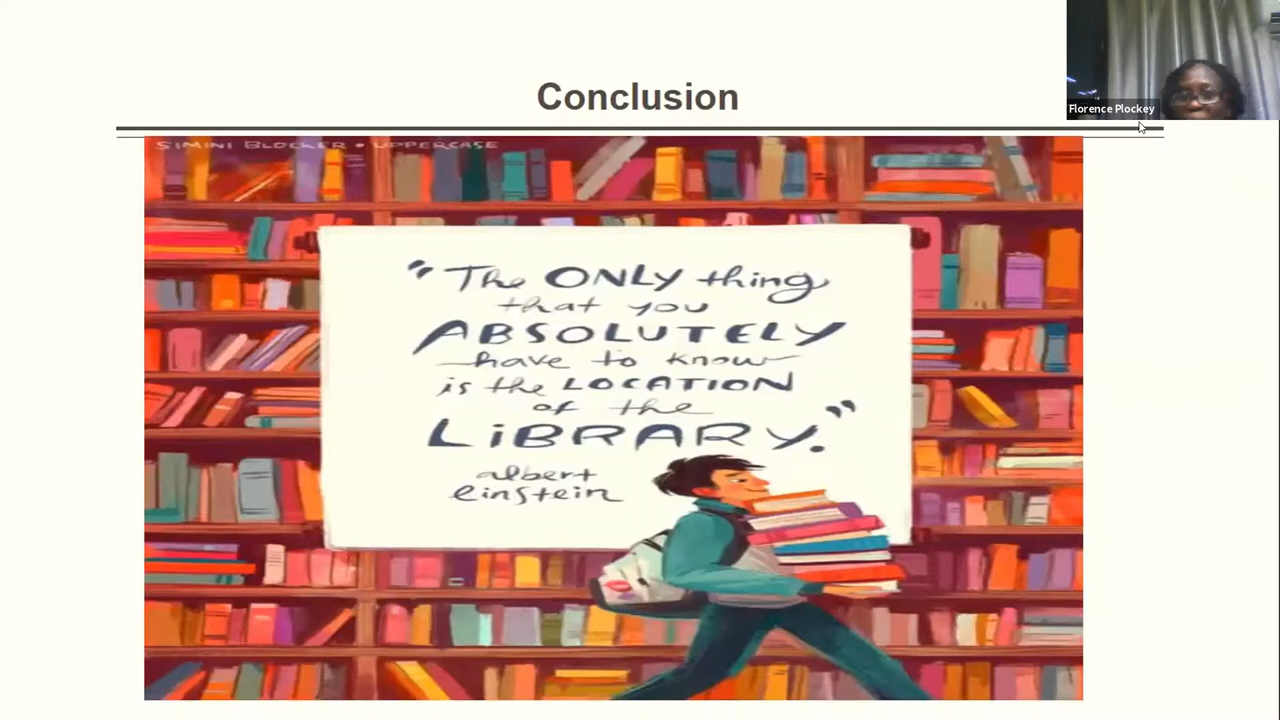 Conclusion
Florence Plockey
SIMINI BLOCKER • UPPERCASE
“The ONLY thing
that you
ABSOLUTELY
have to know
is the LOCATION
of the
LiBRARY.”
albert
einstein